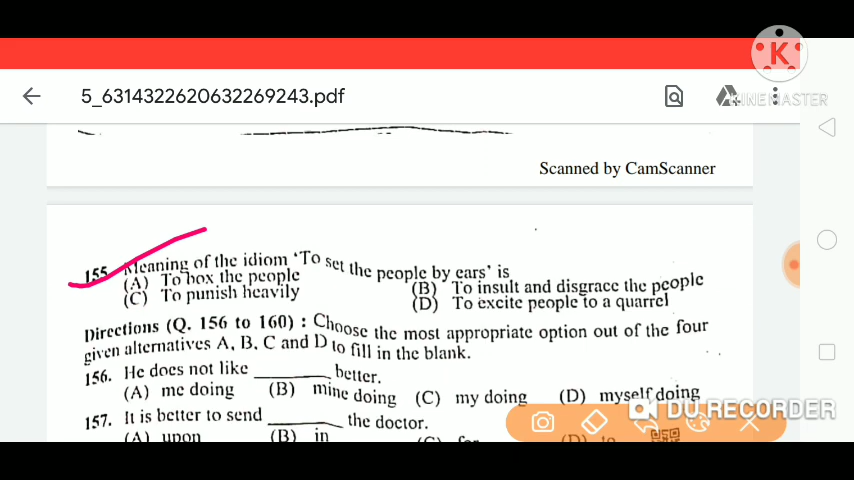 K
5_6314322620632269243.pdf
KINEMASTER
Scanned by CamScanner
155. Meaning of the idiom 'To set the people by ears' is
(A) To box the people
(B) To insult and disgrace the people
(C) To punish heavily
(D) To excite people to a quarrel
Directions (Q. 156 to 160) : Choose the most appropriate option out of the four
given alternatives A, B, C and D to fill in the blank.
156. He does not like ________ better.
(A) me doing (B) mine doing (C) my doing (D) myself doing
157. It is better to send ________ the doctor.
(A) upon (B) in (C) for (D) to
DU RECORDER